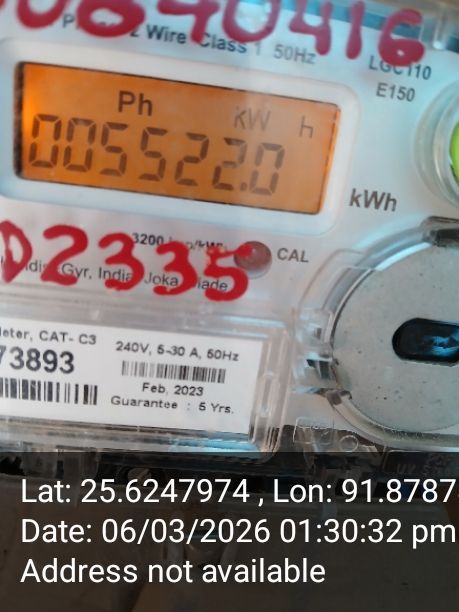 2 Wire Class 1 50Hz
LGC110
E150
Ph kW h
005522.0
kWh
CAL
D2335
Gyr, India Joka
eter, CAT- C3
73893
240V, 5-30 A, 50Hz
Feb, 2023
Guarantee : 5 Yrs.
Lat: 25.6247974 , Lon: 91.8787
Date: 06/03/2026 01:30:32 pm
Address not available